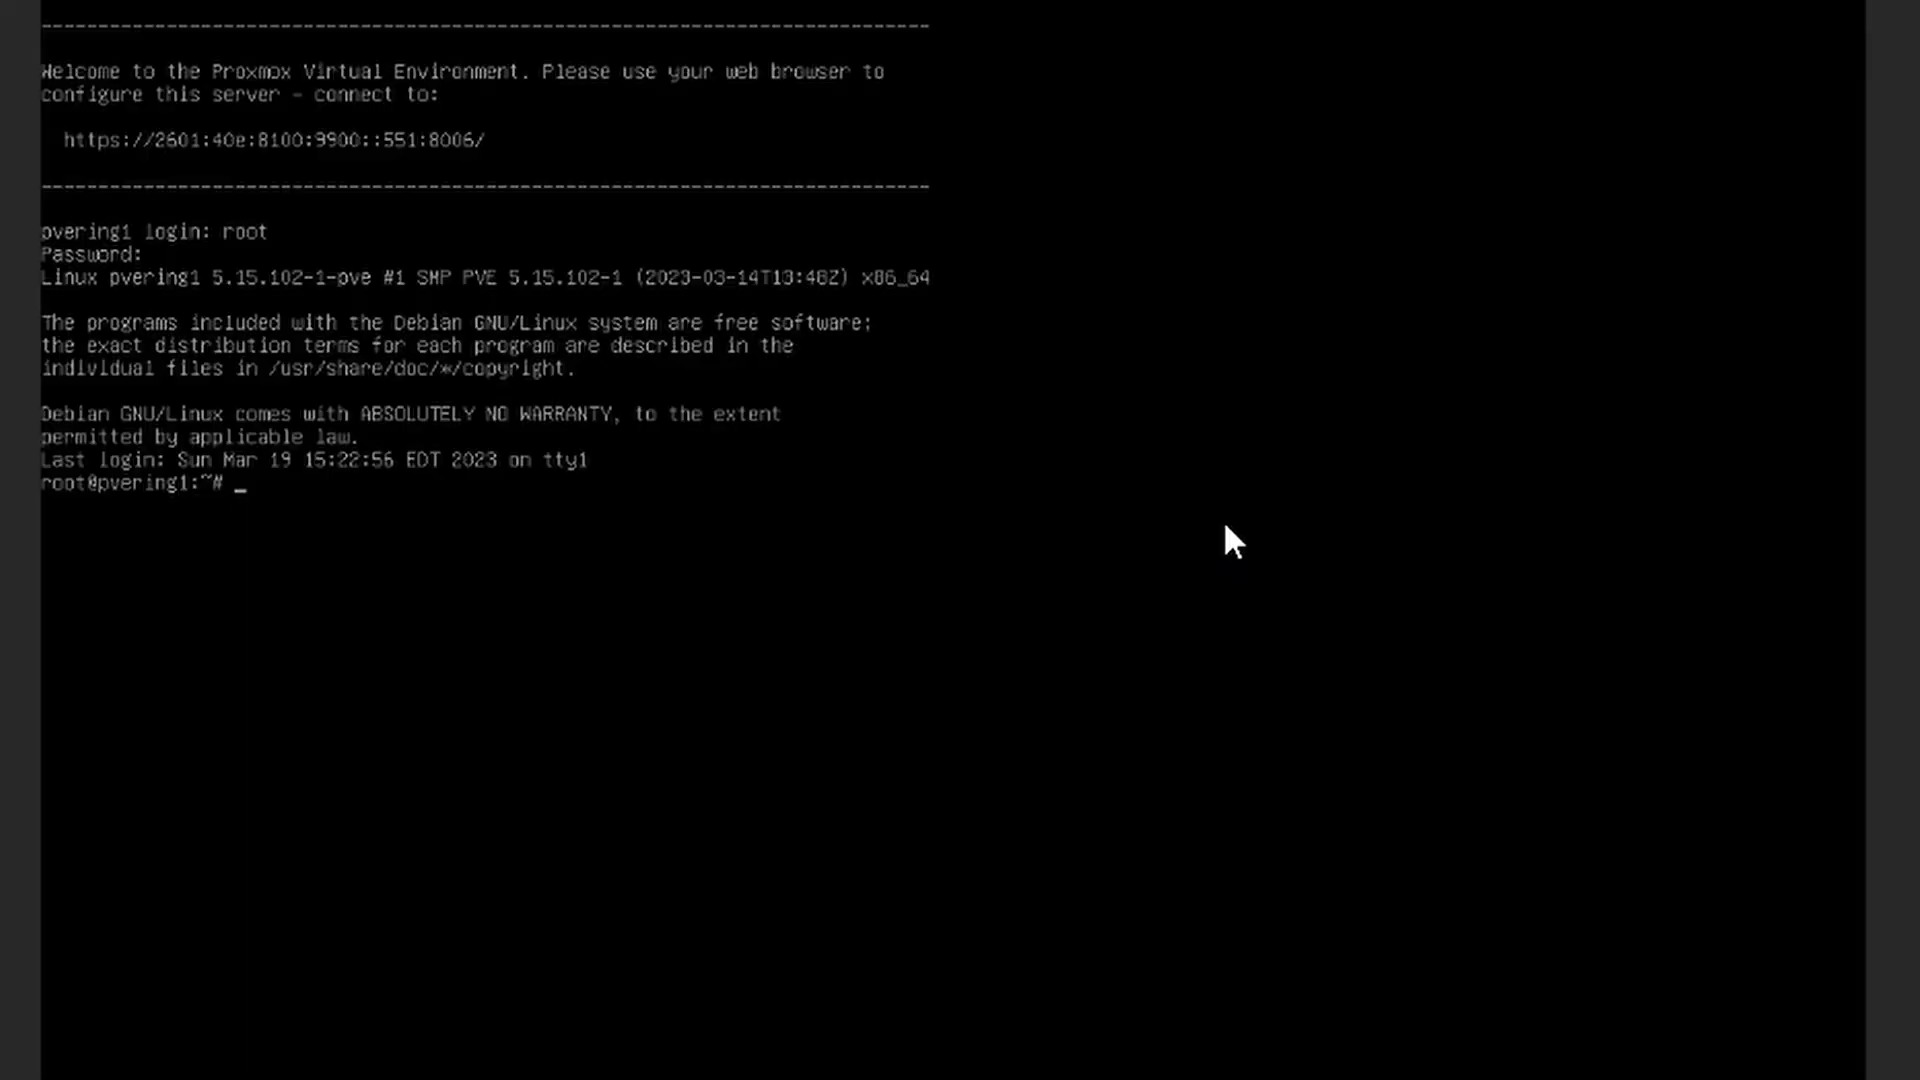 --------------------------------------------------------------------------------
Welcome to the Proxmox Virtual Environment. Please use your web browser to
configure this server - connect to:
https://2601:40e:8100:9900::551:8006/
--------------------------------------------------------------------------------
pvering1 login: root
Password:
Linux pvering1 5.15.102-1-pve #1 SMP PVE 5.15.102-1 (2023-03-14T13:48Z) x86_64
The programs included with the Debian GNU/Linux system are free software;
the exact distribution terms for each program are described in the
individual files in /usr/share/doc/*/copyright.
Debian GNU/Linux comes with ABSOLUTELY NO WARRANTY, to the extent
permitted by applicable law.
Last login: Sun Mar 19 15:22:56 EDT 2023 on tty1
root@pvering1:~# _